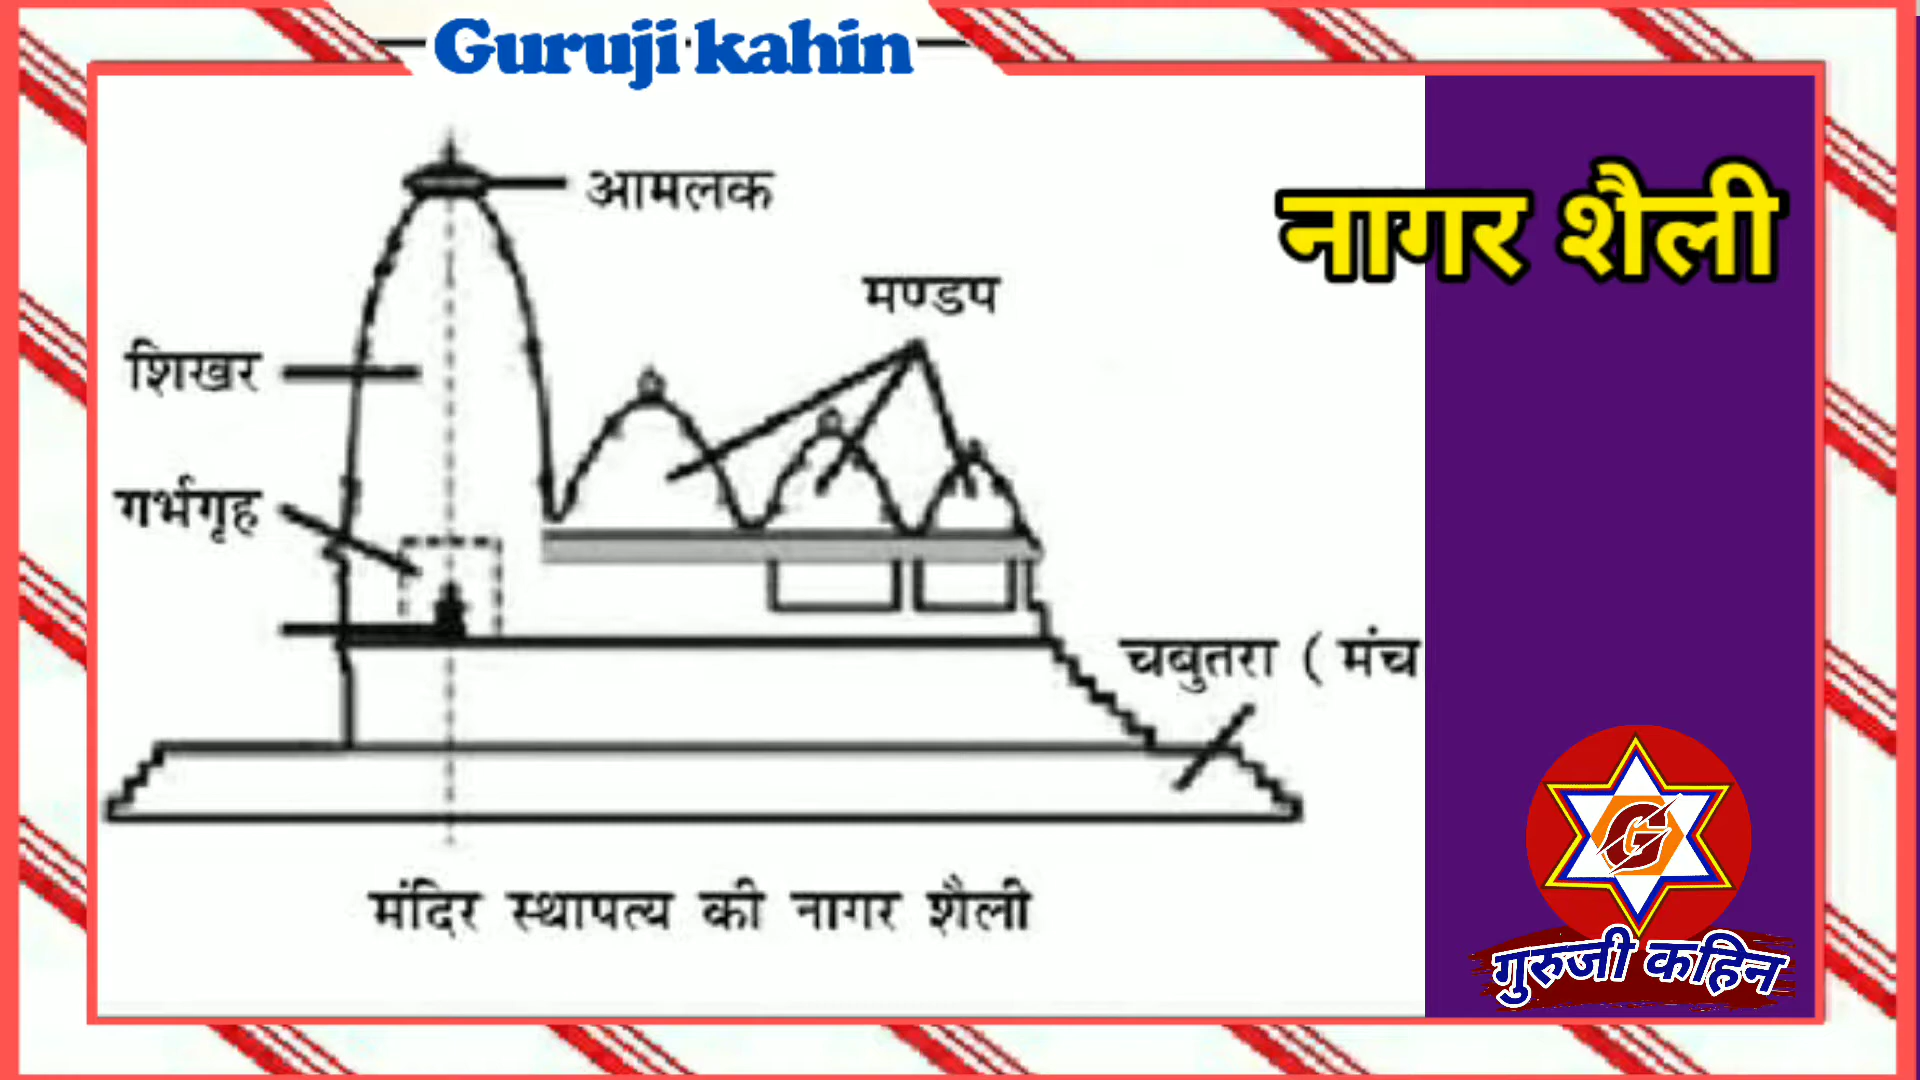 Guruji kahin
आमलक
नागर शैली
मण्डप
शिखर
गर्भगृह
चबुतरा ( मंच
मंदिर स्थापत्य की नागर शैली
G
गुरुजी कहिन